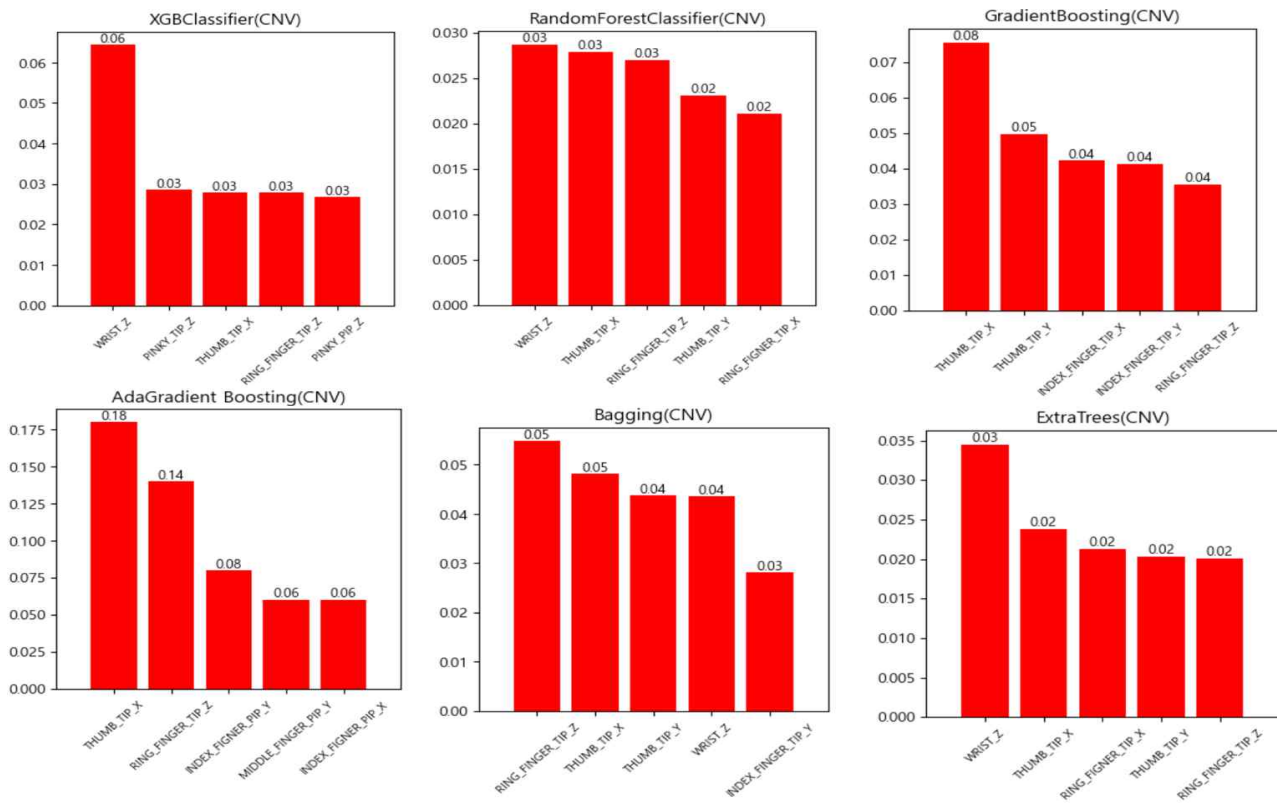 XGBClassifier(CNV)
0.06
0.05
0.04
0.03
0.02
0.01
0.00
0.06
0.03
0.03
0.03
0.03
WRIST_Z
PINKY_TIP_Z
THUMB_TIP_X
RING_FINGER_TIP_Z
PINKY_PIP_Z
RandomForestClassifier(CNV)
0.030
0.025
0.020
0.015
0.010
0.005
0.000
0.03
0.03
0.03
0.02
0.02
WRIST_Z
THUMB_TIP_X
RING_FINGER_TIP_Z
THUMB_TIP_Y
RING_FIGNER_TIP_X
GradientBoosting(CNV)
0.07
0.06
0.05
0.04
0.03
0.02
0.01
0.00
0.08
0.05
0.04
0.04
0.04
THUMB_TIP_X
THUMB_TIP_Y
INDEX_FINGER_TIP_X
INDEX_FINGER_TIP_Y
RING_FINGER_TIP_Z
AdaGradient Boosting(CNV)
0.175
0.150
0.125
0.100
0.075
0.050
0.025
0.000
0.18
0.14
0.08
0.06
0.06
THUMB_TIP_X
RING_FINGER_TIP_Z
INDEX_FIGNER_PIP_Y
MIDDLE_FINGER_PIP_Y
INDEX_FIGNER_PIP_X
Bagging(CNV)
0.05
0.04
0.03
0.02
0.01
0.00
0.05
0.05
0.04
0.04
0.03
RING_FINGER_TIP_Z
THUMB_TIP_X
THUMB_TIP_Y
WRIST_Z
INDEX_FINGER_TIP_Y
ExtraTrees(CNV)
0.035
0.030
0.025
0.020
0.015
0.010
0.005
0.000
0.03
0.02
0.02
0.02
0.02
WRIST_Z
THUMB_TIP_X
RING_FIGNER_TIP_X
THUMB_TIP_Y
RING_FINGER_TIP_Z